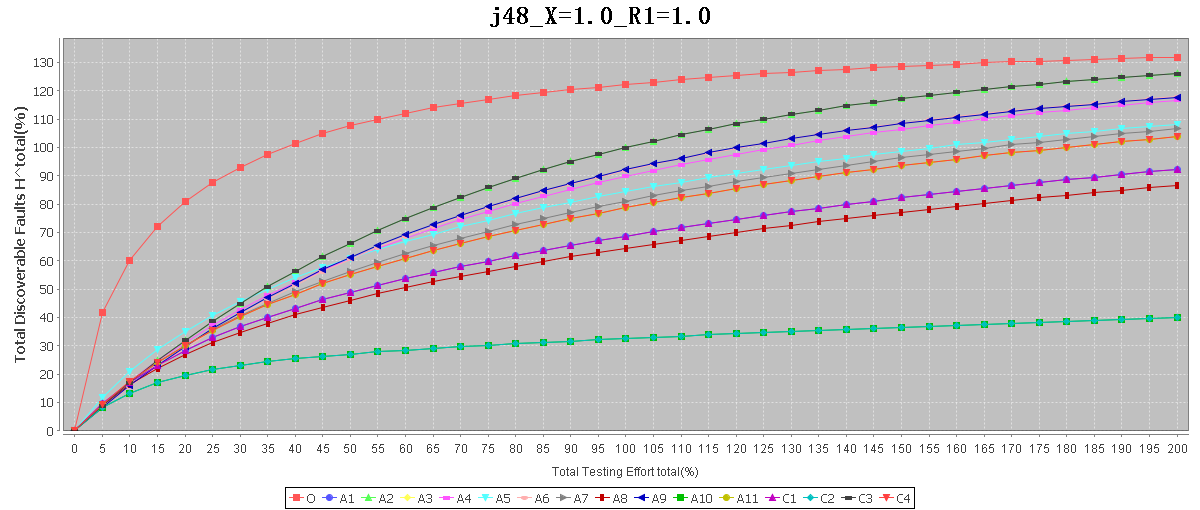 j48_X=1.0_R1=1.0
Total Discoverable Faults H^total(%)
130
120
110
100
90
80
70
60
50
40
30
20
10
0
0 5 10 15 20 25 30 35 40 45 50 55 60 65 70 75 80 85 90 95 100 105 110 115 120 125 130 135 140 145 150 155 160 165 170 175 180 185 190 195 200
Total Testing Effort total(%)
O A1 A2 A3 A4 A5 A6 A7 A8 A9 A10 A11 C1 C2 C3 C4